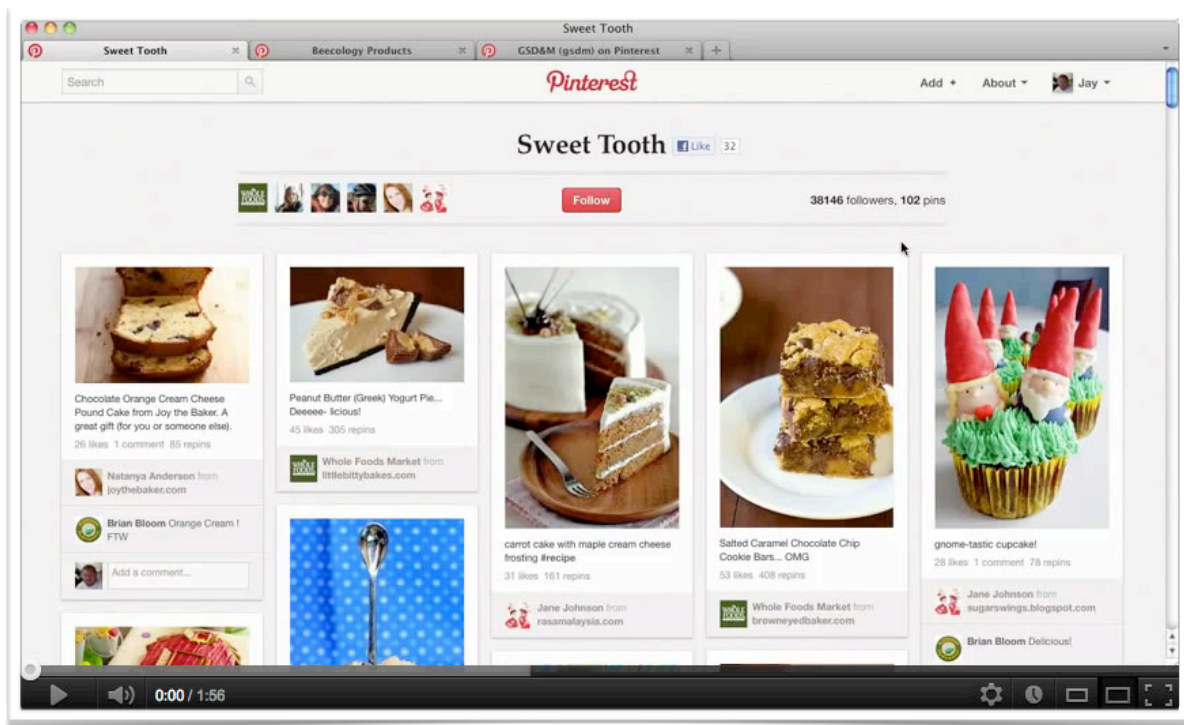 Sweet Tooth
Sweet Tooth
Beecology Products
GSD&M (gsdm) on Pinterest
Search
Pinterest
Add +
About
Jay
Sweet Tooth
Like
32
WHOLE FOODS
Follow
38146 followers, 102 pins
Chocolate Orange Cream Cheese
Pound Cake from Joy the Baker. A
great gift (for you or someone else).
26 likes 1 comment 85 repins
Natanya Anderson from
joythebaker.com
Brian Bloom Orange Cream !
FTW
Add a comment...
Peanut Butter (Greek) Yogurt Pie...
Deeeee- licious!
45 likes 305 repins
WHOLE FOODS
Whole Foods Market from
littlebittybakes.com
carrot cake with maple cream cheese
frosting #recipe
31 likes 161 repins
Jane Johnson from
rasamalaysia.com
Salted Caramel Chocolate Chip
Cookie Bars... OMG
53 likes 408 repins
WHOLE FOODS
Whole Foods Market from
browneyedbaker.com
gnome-tastic cupcake!
28 likes 1 comment 78 repins
Jane Johnson from
sugarswings.blogspot.com
Brian Bloom Delicious!
0:00 / 1:56